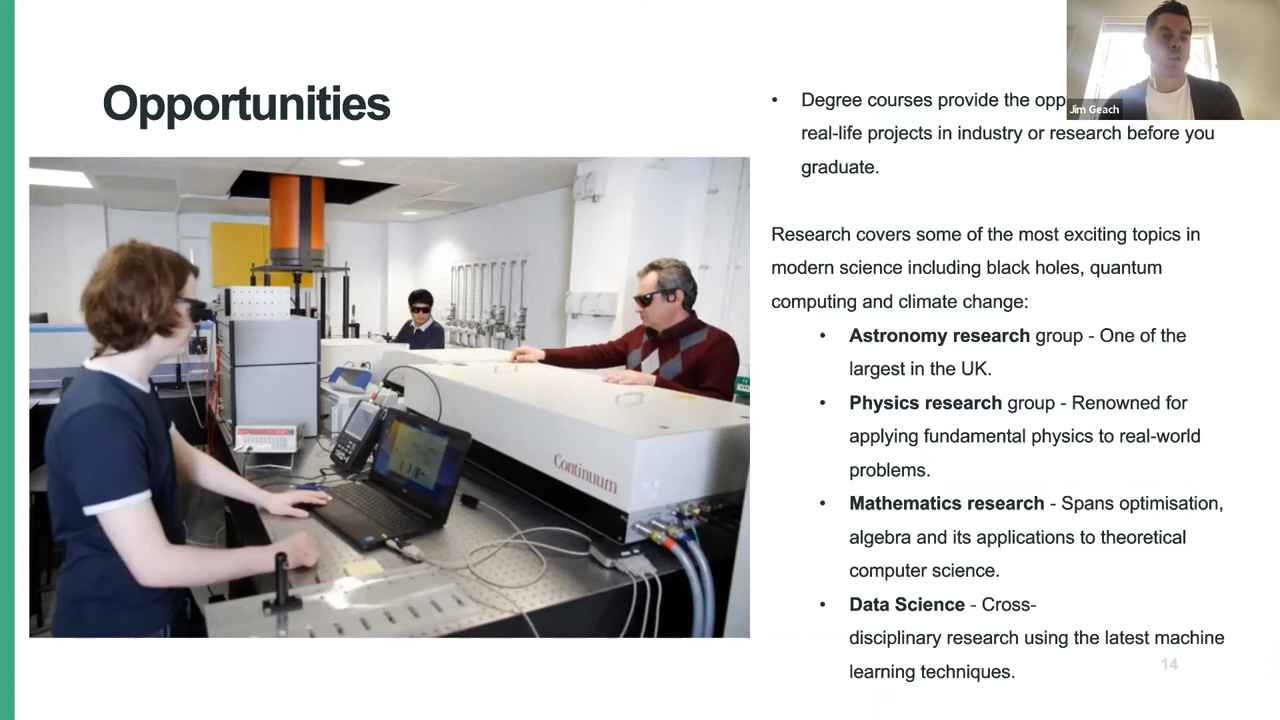 Opportunities
• Degree courses provide the opp
real-life projects in industry or research before you
graduate.
Research covers some of the most exciting topics in
modern science including black holes, quantum
computing and climate change:
• Astronomy research group - One of the
largest in the UK.
• Physics research group - Renowned for
applying fundamental physics to real-world
problems.
• Mathematics research - Spans optimisation,
algebra and its applications to theoretical
computer science.
• Data Science - Cross-
disciplinary research using the latest machine
learning techniques.
14
Jim Geach
Continuum